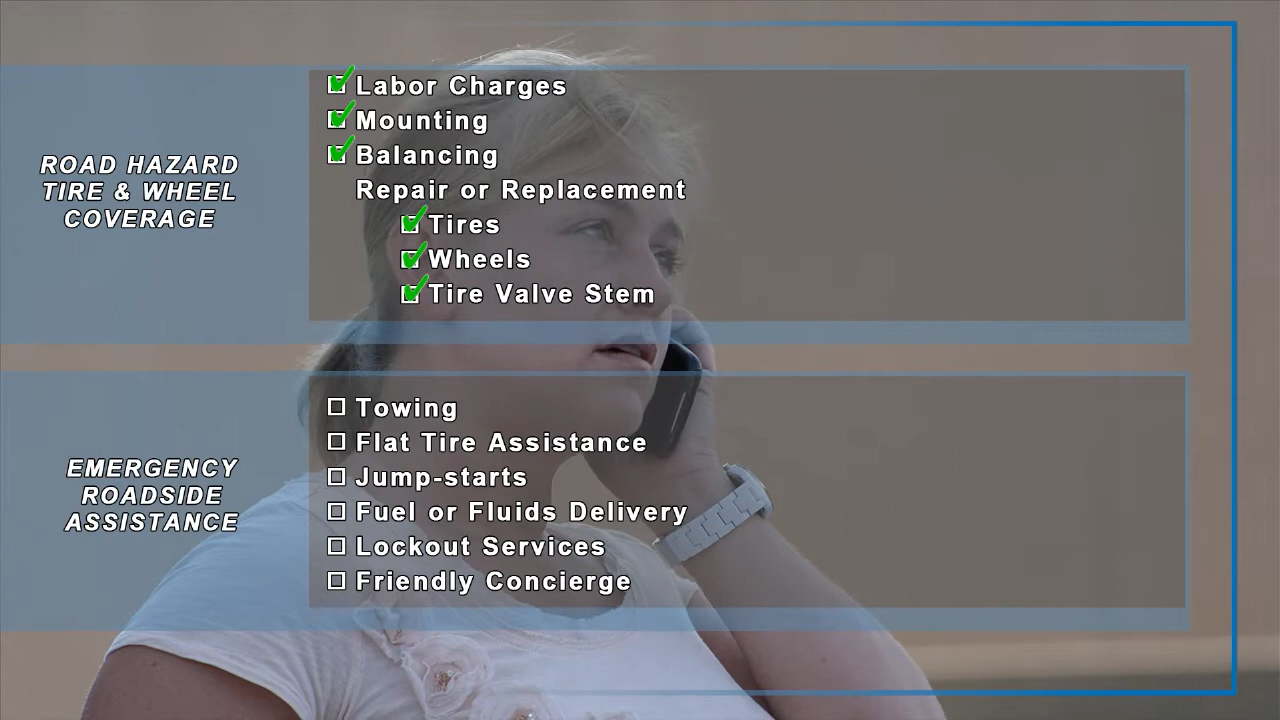 ROAD HAZARD
TIRE & WHEEL
COVERAGE
Labor Charges
Mounting
Balancing
Repair or Replacement
Tires
Wheels
Tire Valve Stem
EMERGENCY
ROADSIDE
ASSISTANCE
Towing
Flat Tire Assistance
Jump-starts
Fuel or Fluids Delivery
Lockout Services
Friendly Concierge